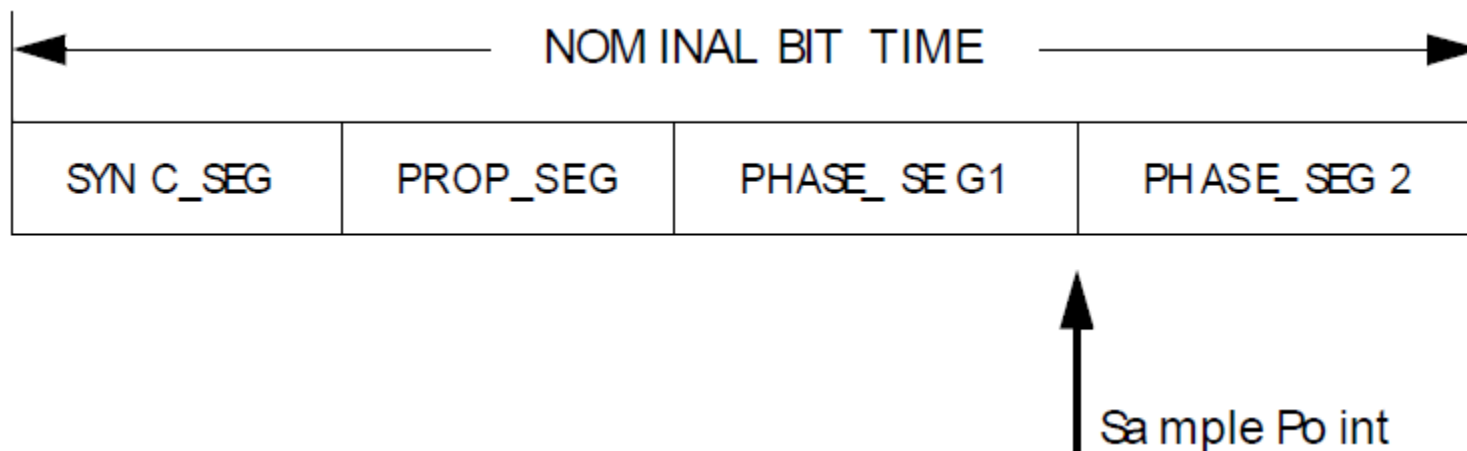 NOMINAL BIT TIME
SYNC_SEG PROP_SEG PHASE_SEG1 PHASE_SEG2
Sample Point